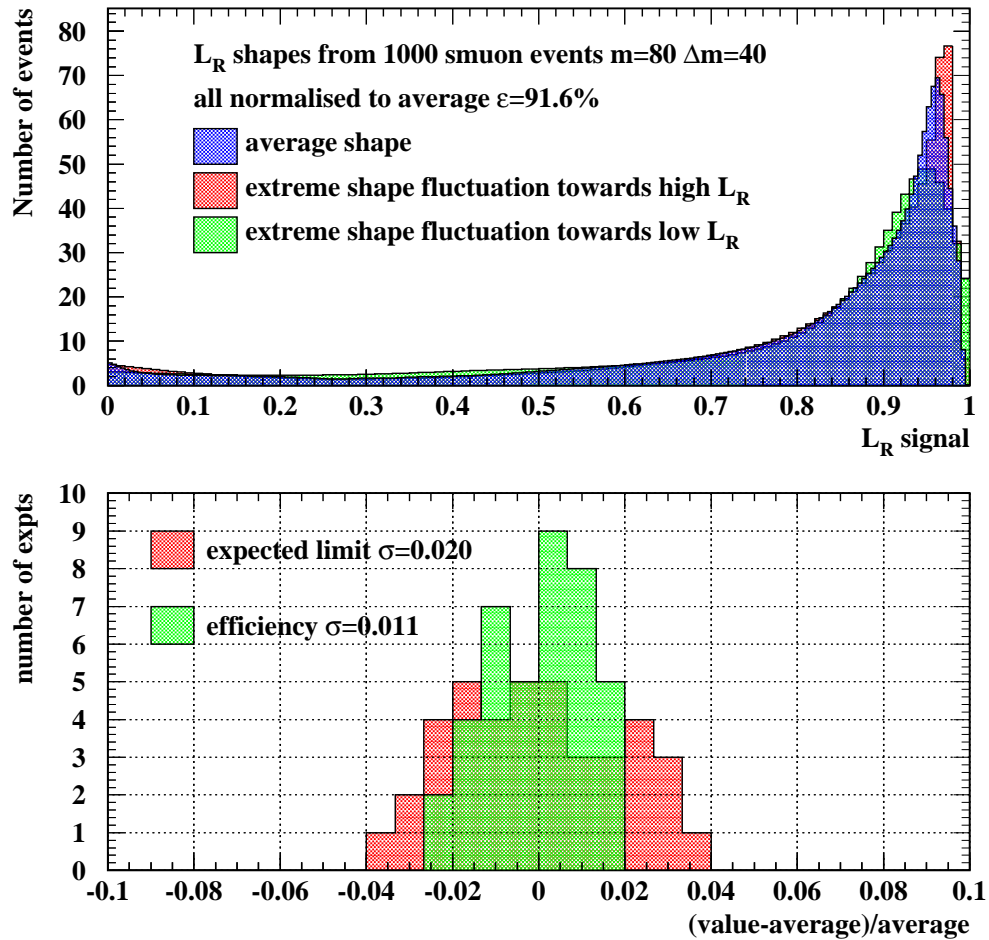 Number of events
80
70
60
50
40
30
20
10
0
L_R shapes from 1000 smuon events m=80 Δm=40
all normalised to average ε=91.6%
average shape
extreme shape fluctuation towards high L_R
extreme shape fluctuation towards low L_R
0 0.1 0.2 0.3 0.4 0.5 0.6 0.7 0.8 0.9 1
L_R signal
number of expts
10
9
8
7
6
5
4
3
2
1
0
expected limit σ=0.020
efficiency σ=0.011
-0.1 -0.08 -0.06 -0.04 -0.02 0 0.02 0.04 0.06 0.08 0.1
(value-average)/average